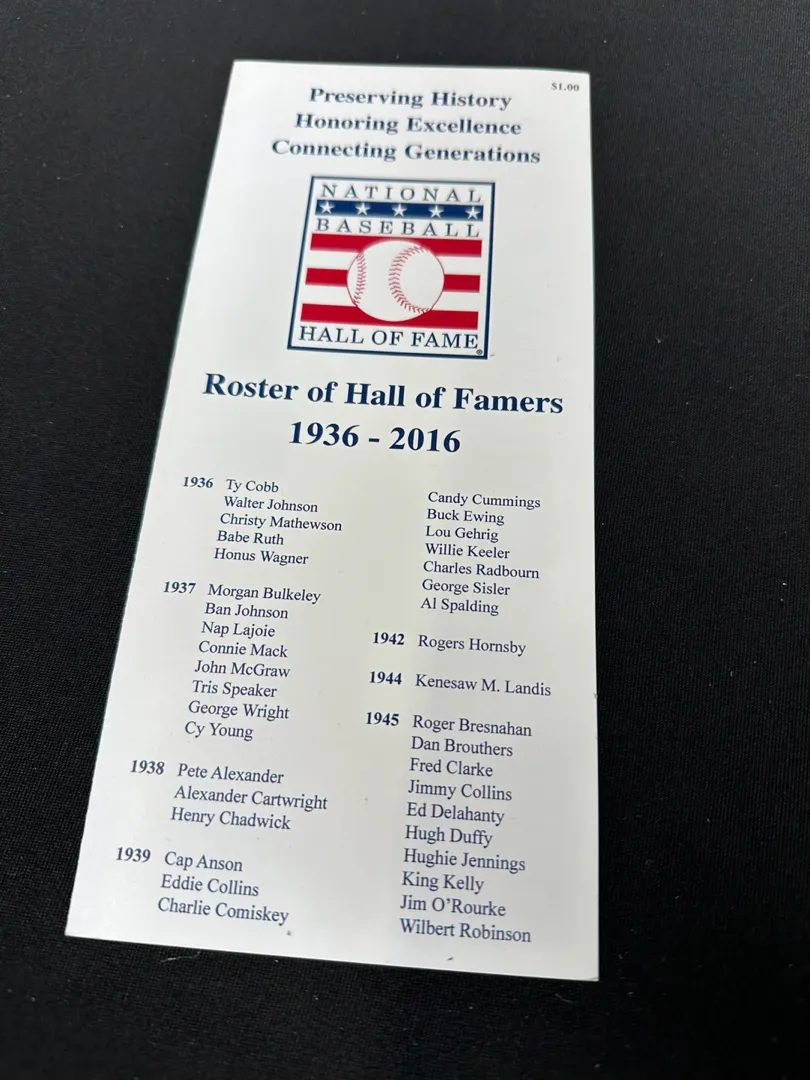 $1.00
Preserving History
Honoring Excellence
Connecting Generations
NATIONAL
BASEBALL
HALL OF FAME®
Roster of Hall of Famers
1936 - 2016
1936 Ty Cobb
Walter Johnson
Christy Mathewson
Babe Ruth
Honus Wagner
1937 Morgan Bulkeley
Ban Johnson
Nap Lajoie
Connie Mack
John McGraw
Tris Speaker
George Wright
Cy Young
1938 Pete Alexander
Alexander Cartwright
Henry Chadwick
1939 Cap Anson
Eddie Collins
Charlie Comiskey
Candy Cummings
Buck Ewing
Lou Gehrig
Willie Keeler
Charles Radbourn
George Sisler
Al Spalding
1942 Rogers Hornsby
1944 Kenesaw M. Landis
1945 Roger Bresnahan
Dan Brouthers
Fred Clarke
Jimmy Collins
Ed Delahanty
Hugh Duffy
Hughie Jennings
King Kelly
Jim O'Rourke
Wilbert Robinson